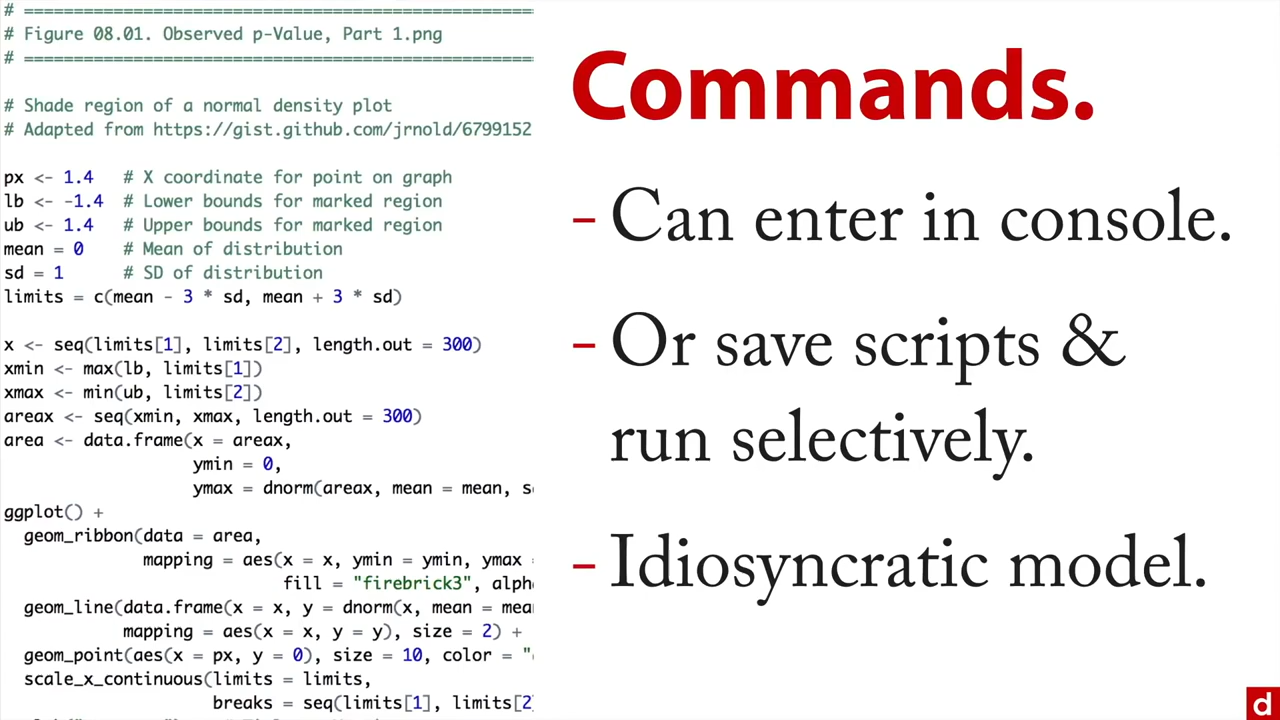 # ====================================================
# Figure 08.01. Observed p-Value, Part 1.png
# ====================================================
# Shade region of a normal density plot
# Adapted from https://gist.github.com/jrnold/6799152
px <- 1.4   # X coordinate for point on graph
lb <- -1.4  # Lower bounds for marked region
ub <- 1.4   # Upper bounds for marked region
mean = 0    # Mean of distribution
sd = 1      # SD of distribution
limits = c(mean - 3 * sd, mean + 3 * sd)
x <- seq(limits[1], limits[2], length.out = 300)
xmin <- max(lb, limits[1])
xmax <- min(ub, limits[2])
areax <- seq(xmin, xmax, length.out = 300)
area <- data.frame(x = areax,
                   ymin = 0,
                   ymax = dnorm(areax, mean = mean, s
ggplot() +
  geom_ribbon(data = area,
              mapping = aes(x = x, ymin = ymin, ymax =
                            fill = "firebrick3", alph
  geom_line(data.frame(x = x, y = dnorm(x, mean = mea
            mapping = aes(x = x, y = y), size = 2) +
  geom_point(aes(x = px, y = 0), size = 10, color = "
  scale_x_continuous(limits = limits,
                     breaks = seq(limits[1], limits[2
Commands.
– Can enter in console.
– Or save scripts &
run selectively.
– Idiosyncratic model.
d